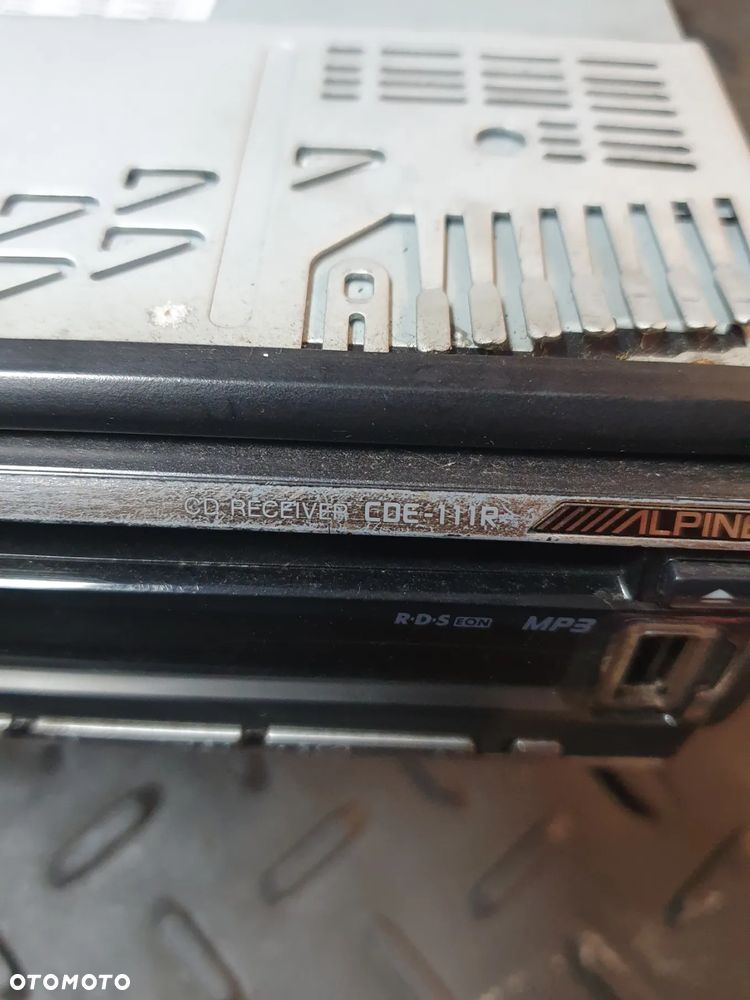 CD RECEIVER CDE-111R ALPINE
R·D·S EON MP3
OTOMOTO